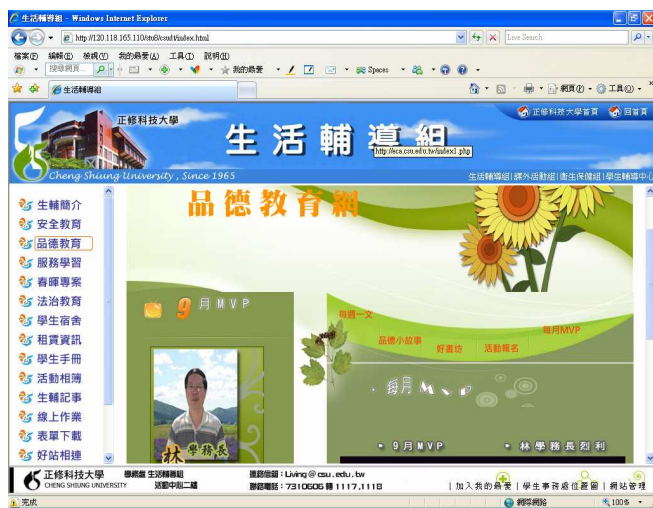 生活輔導組 - Windows Internet Explorer
http://120.118.165.110/stu8/csud/index.html
Live Search
檔案(F) 編輯(E) 檢視(V) 我的最愛(A) 工具(T) 說明(H)
搜尋網頁... 我的最愛 Spaces
生活輔導組
網頁(P) 工具(O)
正修科技大學首頁 回首頁
正修科技大學
生活輔導組
http://eca.csu.edu.tw/index1.php
Cheng Shiung University , Since 1965
生活輔導組|課外活動組|衛生保健組|學生輔導中心
生輔簡介
安全教育
品德教育
服務學習
春暉專案
法治教育
學生宿舍
租賃資訊
學生手冊
活動相簿
生輔記事
線上作業
表單下載
好站相連
品德教育網
9月MVP
林學務長
每週一文
品德小故事
好書坊
活動報名
每月MVP
每月MVP
• 9月MVP
• 林學務長烈利
正修科技大學
CHENG SHIUNG UNIVERSITY
學務處 生活輔導組
活動中心二樓
連絡信箱：Living@csu.edu.tw
聯絡電話：7310606 轉 1117.1118
|加入我的最愛|學生事務處位置圖|網站管理
完成
網際網路
100%